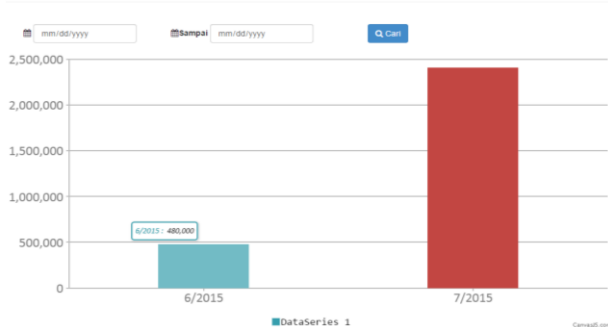 mm/dd/yyyy Sampai mm/dd/yyyy Cari
2,500,000
2,000,000
1,500,000
1,000,000
6/2015 : 480,000
500,000
0
6/2015 7/2015
DataSeries 1
CanvasJS.com